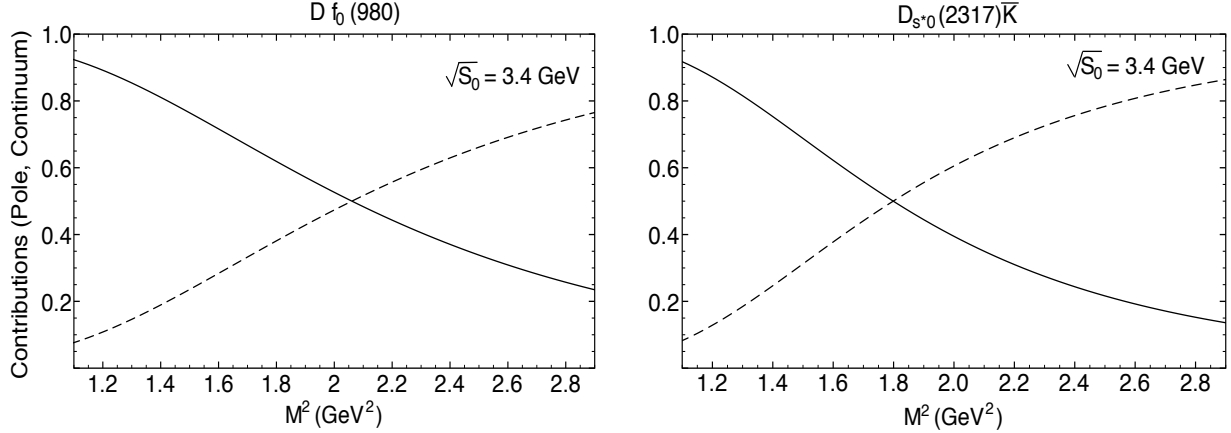 D f₀ (980)
Contributions (Pole, Continuum)
1.0
0.8
0.6
0.4
0.2
√S₀ = 3.4 GeV
1.2 1.4 1.6 1.8 2 2.2 2.4 2.6 2.8
M² (GeV²)
D_{s*0}(2317)K̅
1.0
0.8
0.6
0.4
0.2
√S₀ = 3.4 GeV
1.2 1.4 1.6 1.8 2.0 2.2 2.4 2.6 2.8
M² (GeV²)